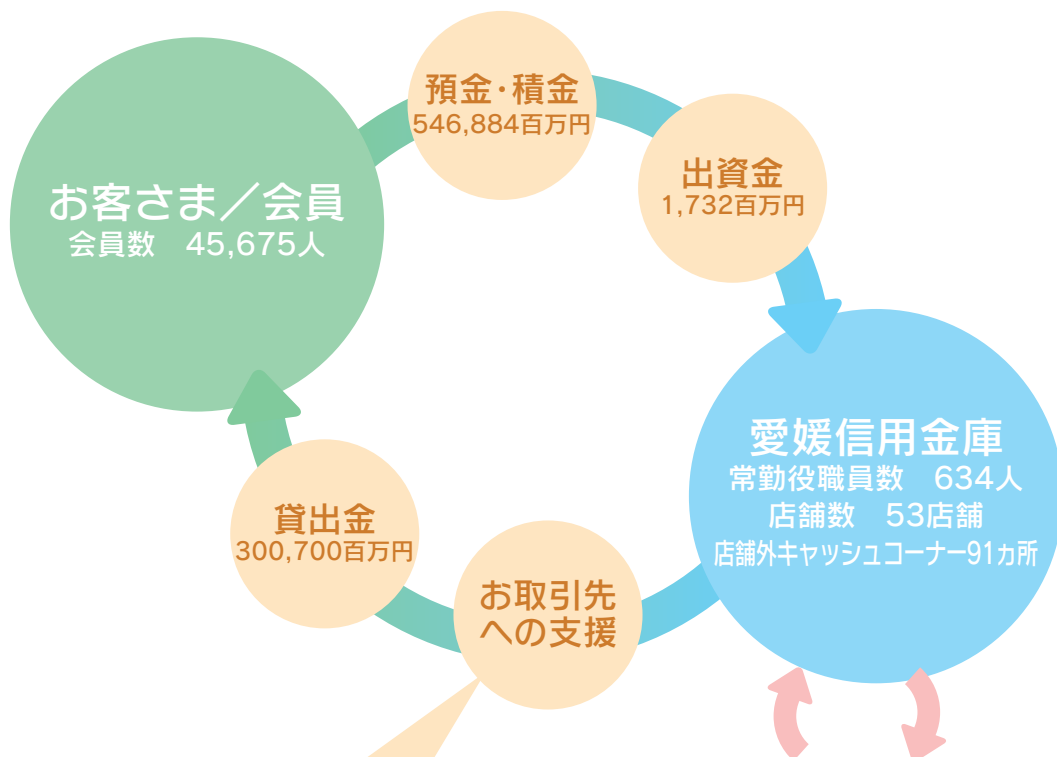 預金・積金
546,884百万円
出資金
1,732百万円
お客さま／会員
会員数　45,675人
愛媛信用金庫
常勤役職員数　634人
店舗数　53店舗
店舗外キャッシュコーナー91ヵ所
貸出金
300,700百万円
お取引先
への支援